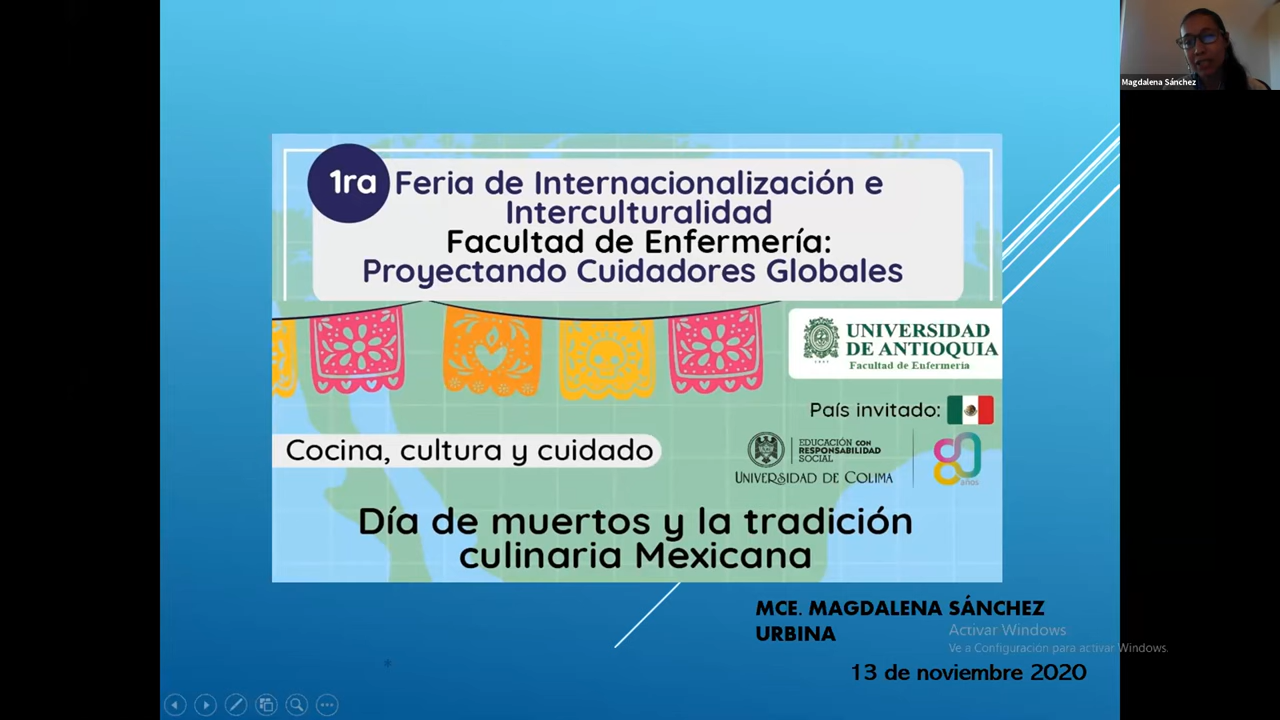 Magdalena Sánchez
1ra Feria de Internacionalización e
Interculturalidad
Facultad de Enfermería:
Proyectando Cuidadores Globales
UNIVERSIDAD
DE ANTIOQUIA
Facultad de Enfermería
País invitado:
Cocina, cultura y cuidado
EDUCACIÓN CON
RESPONSABILIDAD
SOCIAL
UNIVERSIDAD DE COLIMA
80
años
Día de muertos y la tradición
culinaria Mexicana
MCE. MAGDALENA SÁNCHEZ
URBINA
Activar Windows
Ve a Configuración para activar Windows.
13 de noviembre 2020